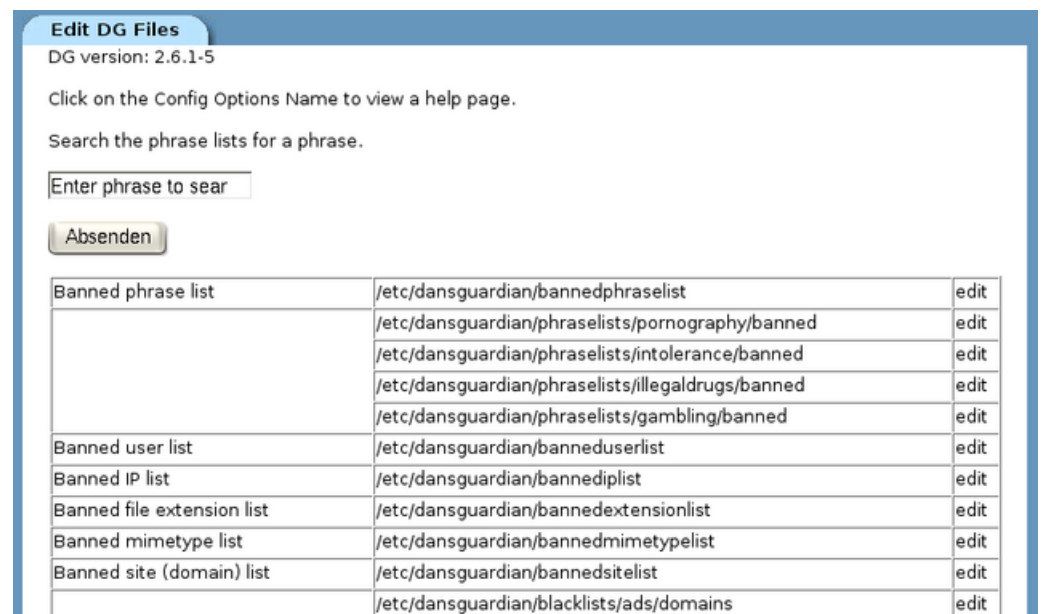 Edit DG Files
DG version: 2.6.1-5
Click on the Config Options Name to view a help page.
Search the phrase lists for a phrase.
Enter phrase to sear
Absenden
Banned phrase list /etc/dansguardian/bannedphraselist edit
/etc/dansguardian/phraselists/pornography/banned edit
/etc/dansguardian/phraselists/intolerance/banned edit
/etc/dansguardian/phraselists/illegaldrugs/banned edit
/etc/dansguardian/phraselists/gambling/banned edit
Banned user list /etc/dansguardian/banneduserlist edit
Banned IP list /etc/dansguardian/bannediplist edit
Banned file extension list /etc/dansguardian/bannedextensionlist edit
Banned mimetype list /etc/dansguardian/bannedmimetypelist edit
Banned site (domain) list /etc/dansguardian/bannedsitelist edit
/etc/dansguardian/blacklists/ads/domains edit